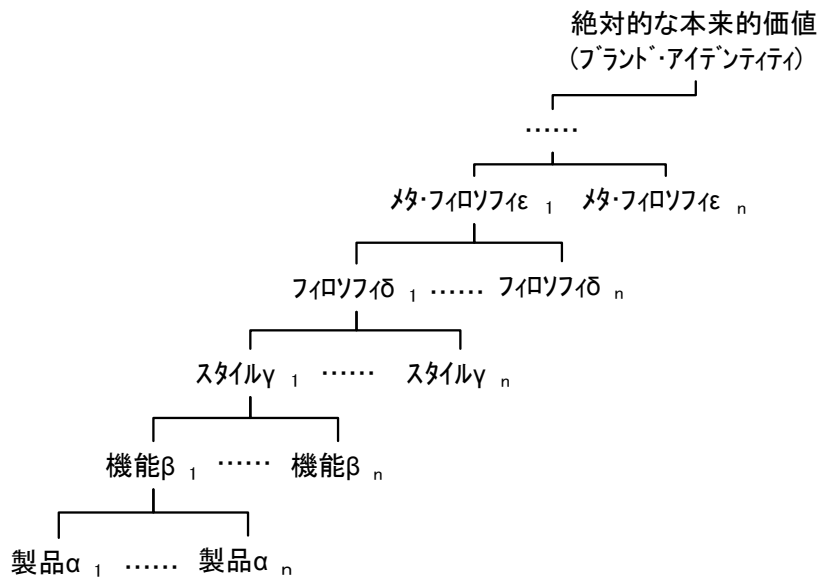 絶対的な本来的価値
(ﾌﾞﾗﾝﾄﾞ･ｱｲﾃﾞﾝﾃｨﾃｨ)
……
ﾒﾀ･ﾌｨﾛｿﾌｨε 1 ﾒﾀ･ﾌｨﾛｿﾌｨε n
ﾌｨﾛｿﾌｨδ 1 …… ﾌｨﾛｿﾌｨδ n
ｽﾀｲﾙγ 1 …… ｽﾀｲﾙγ n
機能β 1 …… 機能β n
製品α 1 …… 製品α n